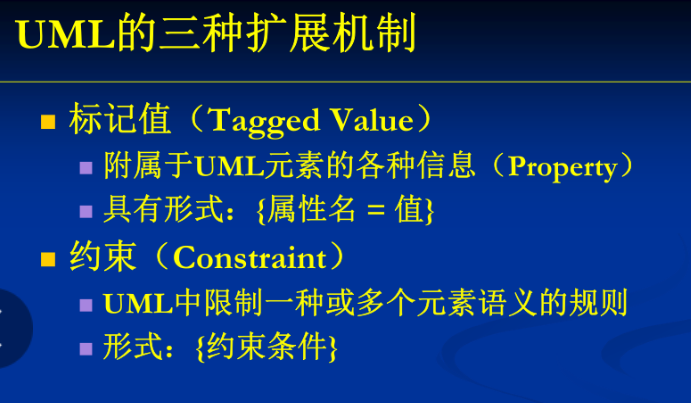 UML的三种扩展机制
标记值（Tagged Value）
附属于UML元素的各种信息（Property）
具有形式：{属性名 = 值}
约束（Constraint）
UML中限制一种或多个元素语义的规则
形式：{约束条件}